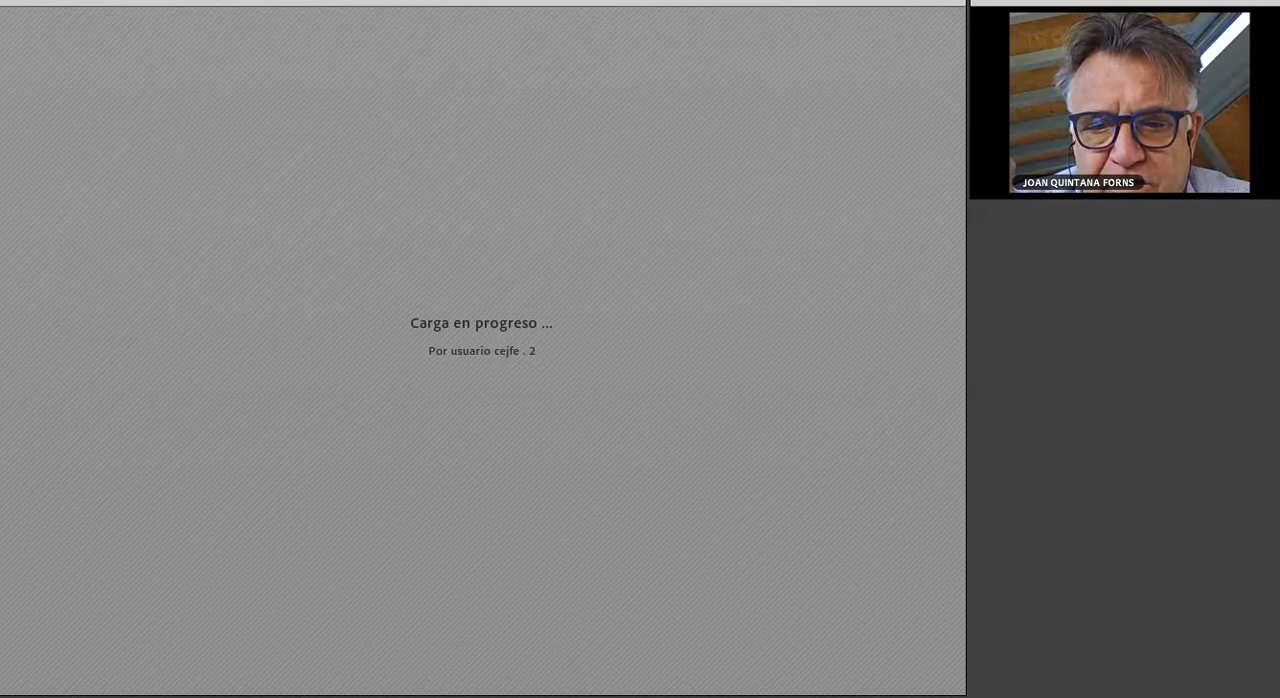 Carga en progreso ...
Por usuario cejfe . 2
JOAN QUINTANA FORNS